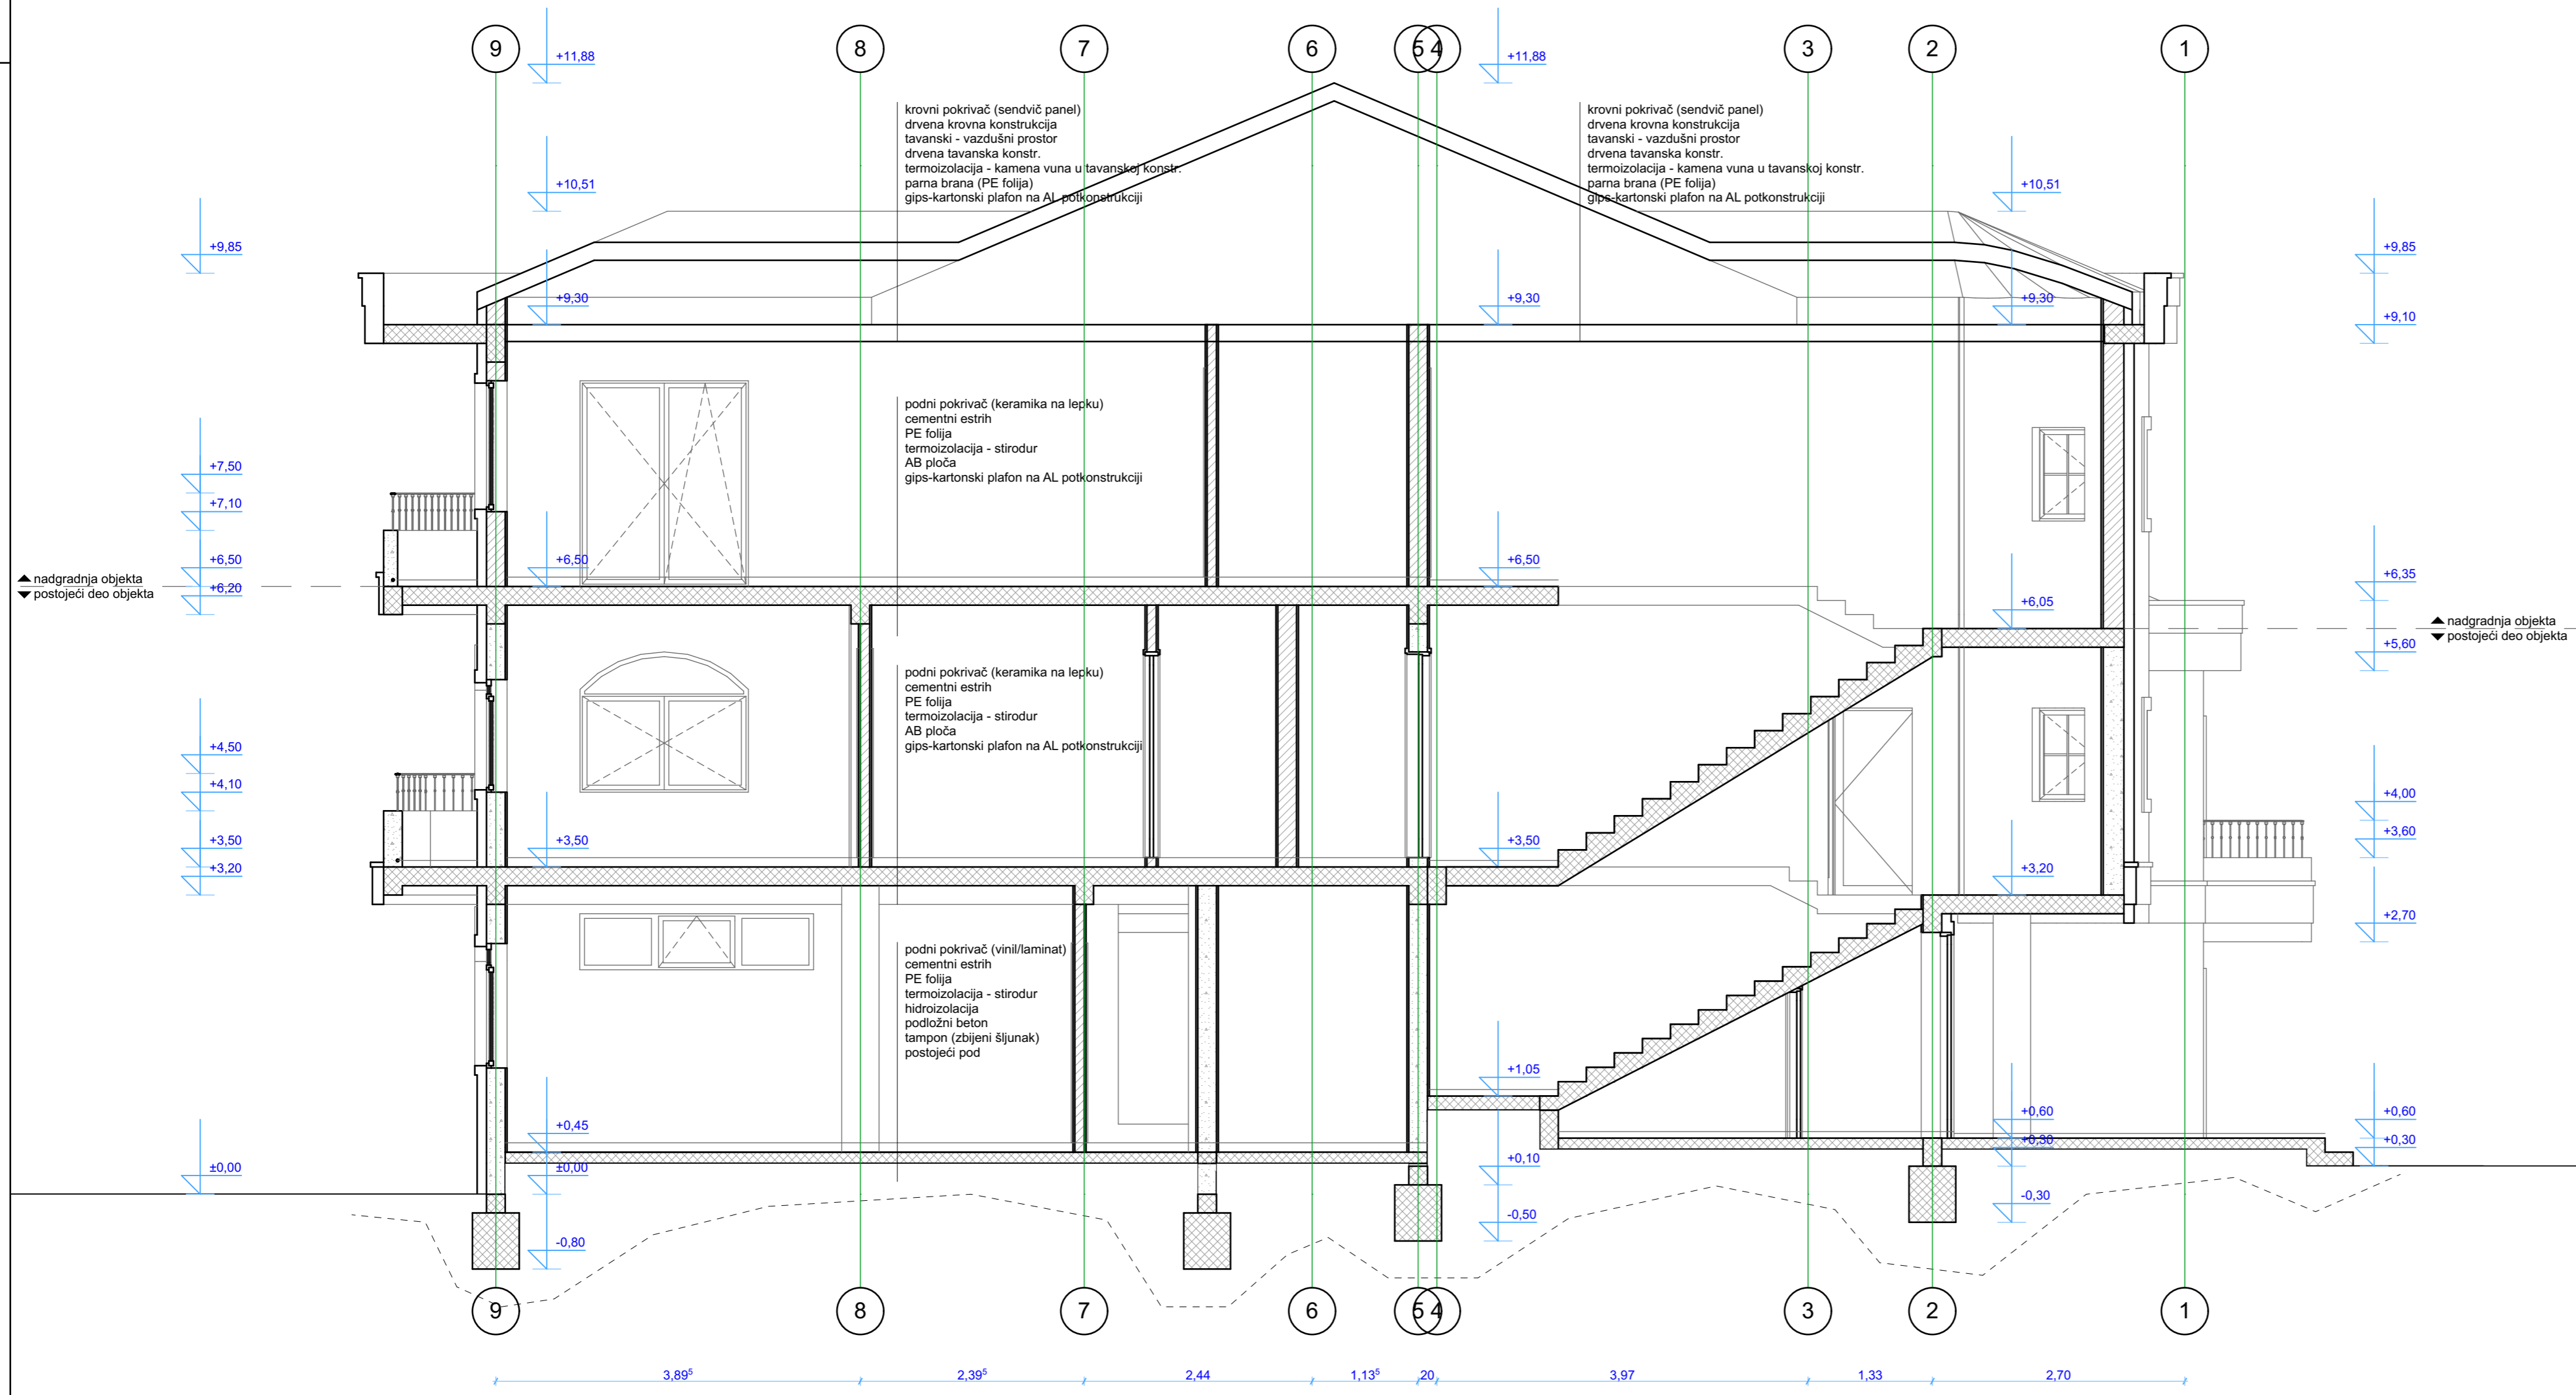 9
8
7
6
5
4
3
2
1
+11,88
+11,88
krovni pokrivač (sendvič panel)
drvena krovna konstrukcija
tavanski - vazdušni prostor
drvena tavanska konstr.
termoizolacija - kamena vuna u tavanskoj konstr.
parna brana (PE folija)
gips-kartonski plafon na AL potkonstrukciji
krovni pokrivač (sendvič panel)
drvena krovna konstrukcija
tavanski - vazdušni prostor
drvena tavanska konstr.
termoizolacija - kamena vuna u tavanskoj konstr.
parna brana (PE folija)
gips-kartonski plafon na AL potkonstrukciji
+10,51
+10,51
+9,85
+9,85
+9,30
+9,30
+9,30
+9,10
podni pokrivač (keramika na lepku)
cementni estrih
PE folija
termoizolacija - stirodur
AB ploča
gips-kartonski plafon na AL potkonstrukciji
+7,50
+7,10
+6,50
+6,20
+6,50
+6,50
+6,35
+6,05
+5,60
nadgradnja objekta
postojeći deo objekta
nadgradnja objekta
postojeći deo objekta
podni pokrivač (keramika na lepku)
cementni estrih
PE folija
termoizolacija - stirodur
AB ploča
gips-kartonski plafon na AL potkonstrukciji
+4,50
+4,10
+3,50
+3,20
+3,50
+3,50
+3,20
+4,00
+3,60
+2,70
podni pokrivač (vinil/laminat)
cementni estrih
PE folija
termoizolacija - stirodur
hidroizolacija
podložni beton
tampon (zbijeni šljunak)
postojeći pod
+1,05
+0,45
+0,60
+0,60
+0,30
+0,30
±0,00
±0,00
+0,10
-0,30
-0,50
-0,80
9
8
7
6
5
4
3
2
1
3,89⁵
2,39⁵
2,44
1,13⁵
20
3,97
1,33
2,70